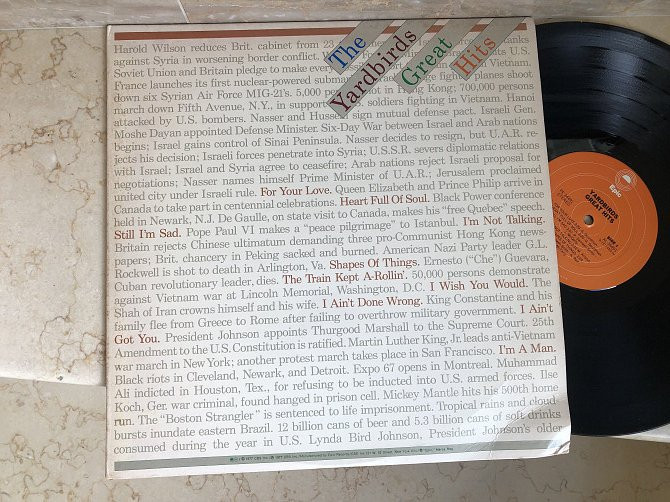 The
Yardbirds
Great
Hits
Harold Wilson reduces Brit. cabinet from 23
against Syria in worsening border conflict.
Soviet Union and Britain pledge to make every
France launches its first nuclear-powered submar
down six Syrian Air Force MIG-21's. 5,000 in Hong Kong; 700,000 persons
march down Fifth Avenue, N.Y., in support soldiers fighting in Vietnam. Hanoi
attacked by U.S. bombers. Nasser and Hussein sign mutual defense pact. Israeli Gen.
Moshe Dayan appointed Defense Minister. Six-Day War between Israel and Arab nations
begins; Israel gains control of Sinai Peninsula. Nasser decides to resign, but U.A.R. re-
jects his decision; Israeli forces penetrate into Syria; U.S.S.R. severs diplomatic relations
with Israel; Israel and Syria agree to ceasefire; Arab nations reject Israeli proposal for
negotiations; Nasser names himself Prime Minister of U.A.R.; Jerusalem proclaimed
united city under Israeli rule. For Your Love. Queen Elizabeth and Prince Philip arrive in
Canada to take part in centennial celebrations. Heart Full Of Soul. Black Power conference
held in Newark, N.J. De Gaulle, on state visit to Canada, makes his "free Quebec" speech.
Still I'm Sad. Pope Paul VI makes a "peace pilgrimage" to Istanbul. I'm Not Talking.
Britain rejects Chinese ultimatum demanding three pro-Communist Hong Kong news-
papers; Brit. chancery in Peking sacked and burned. American Nazi Party leader G.L.
Rockwell is shot to death in Arlington, Va. Shapes Of Things. Ernesto ("Che") Guevara,
Cuban revolutionary leader, dies. The Train Kept A-Rollin'. 50,000 persons demonstrate
against Vietnam war at Lincoln Memorial, Washington, D.C. I Wish You Would. The
Shah of Iran crowns himself and his wife. I Ain't Done Wrong. King Constantine and his
family flee from Greece to Rome after failing to overthrow military government. I Ain't
Got You. President Johnson appoints Thurgood Marshall to the Supreme Court. 25th
Amendment to the U.S. Constitution is ratified. Martin Luther King, Jr. leads anti-Vietnam
war march in New York; another protest march takes place in San Francisco. I'm A Man.
Black riots in Cleveland, Newark, and Detroit. Expo 67 opens in Montreal. Muhammad
Ali indicted in Houston, Tex., for refusing to be inducted into U.S. armed forces. Ilse
Koch, Ger. war criminal, found hanged in prison cell. Mickey Mantle hits his 500th home
run. The "Boston Strangler" is sentenced to life imprisonment. Tropical rains and cloud-
bursts inundate eastern Brazil. 12 billion cans of beer and 5.3 billion cans of soft drinks
consumed during the year in U.S. Lynda Bird Johnson, President Johnson's older
Epic
YARDBIRDS
GREAT HITS